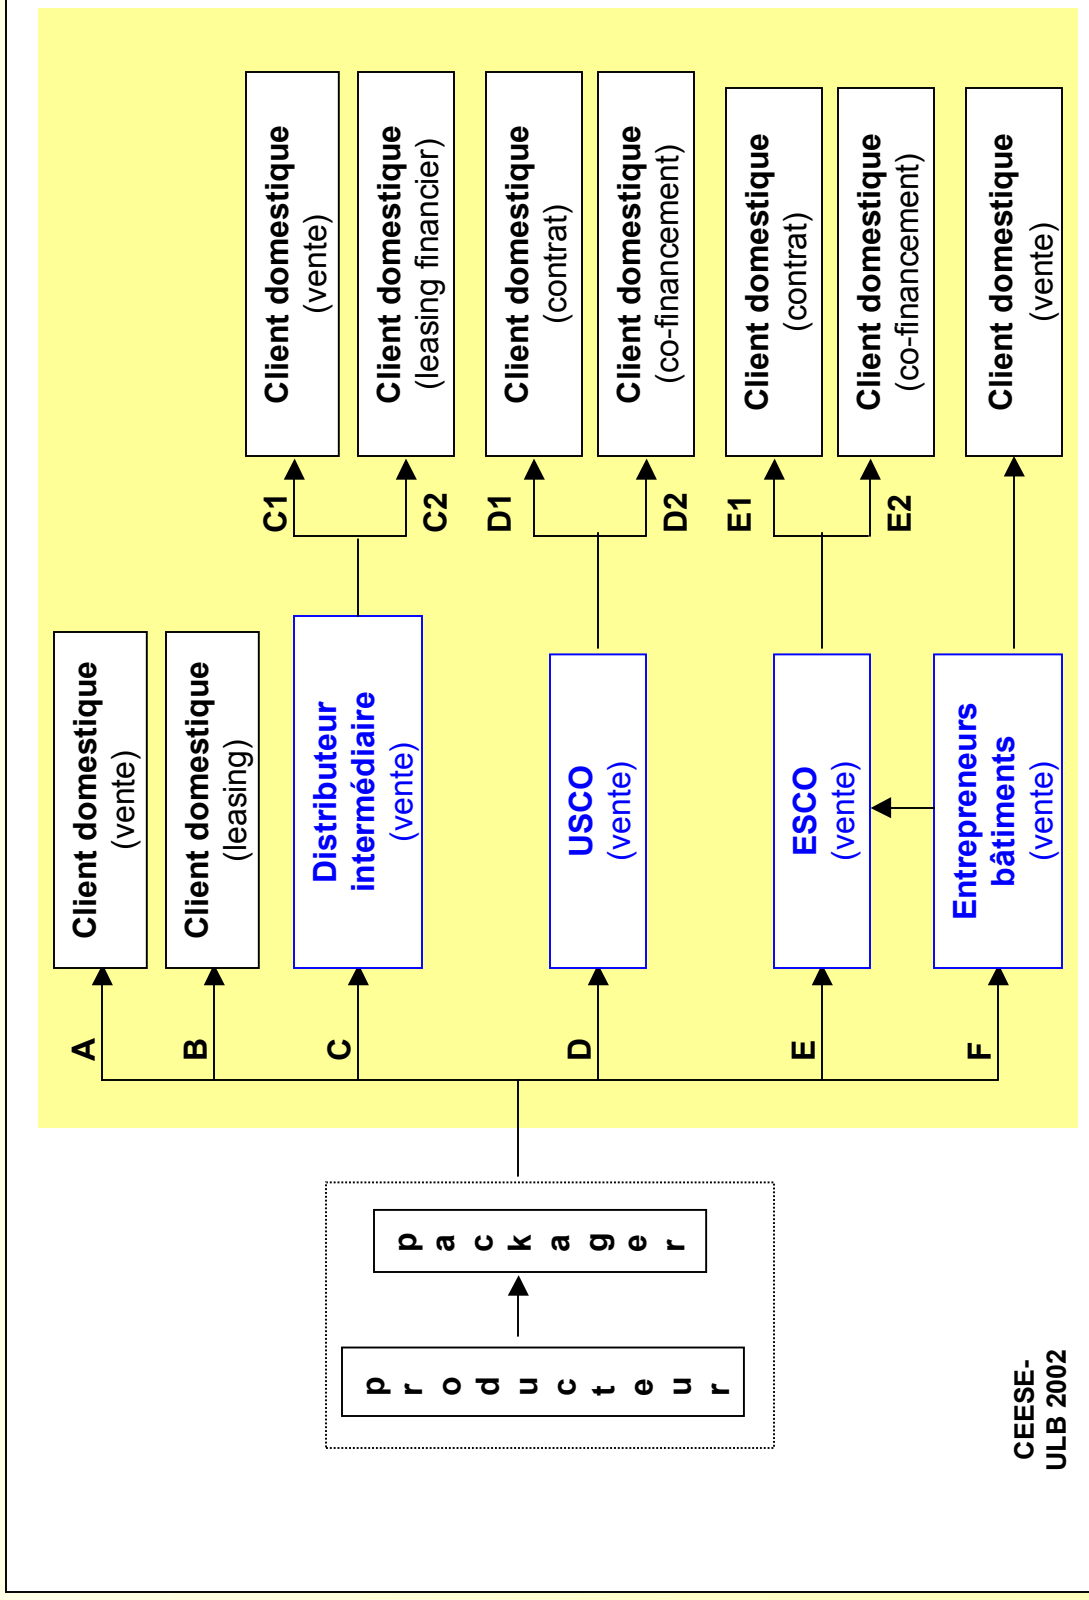 producteur
packager
A
Client domestique
(vente)
B
Client domestique
(leasing)
C
Distributeur
intermédiaire
(vente)
C1
Client domestique
(vente)
C2
Client domestique
(leasing financier)
D
USCO
(vente)
D1
Client domestique
(contrat)
D2
Client domestique
(co-financement)
E
ESCO
(vente)
E1
Client domestique
(contrat)
E2
Client domestique
(co-financement)
F
Entrepreneurs
bâtiments
(vente)
Client domestique
(vente)
CEESE-
ULB 2002